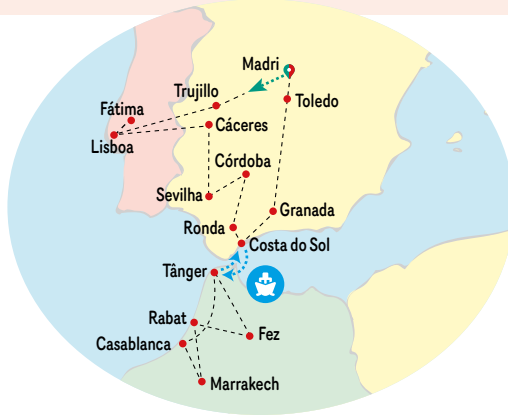 Madri
Trujillo
Toledo
Fátima
Cáceres
Lisboa
Córdoba
Sevilha
Granada
Ronda
Costa do Sol
Tânger
Rabat
Fez
Casablanca
Marrakech